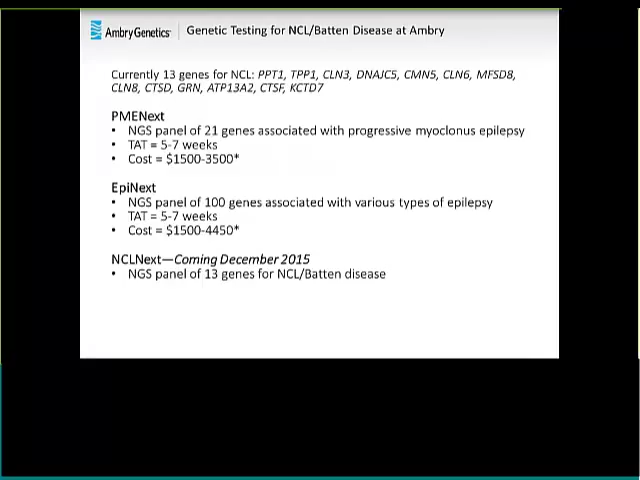 AmbryGenetics
Genetic Testing for NCL/Batten Disease at Ambry
Currently 13 genes for NCL: PPT1, TPP1, CLN3, DNAJC5, CMN5, CLN6, MFSD8,
CLN8, CTSD, GRN, ATP13A2, CTSF, KCTD7
PMENext
• NGS panel of 21 genes associated with progressive myoclonus epilepsy
• TAT = 5-7 weeks
• Cost = $1500-3500*
EpiNext
• NGS panel of 100 genes associated with various types of epilepsy
• TAT = 5-7 weeks
• Cost = $1500-4450*
NCLNext—Coming December 2015
• NGS panel of 13 genes for NCL/Batten disease